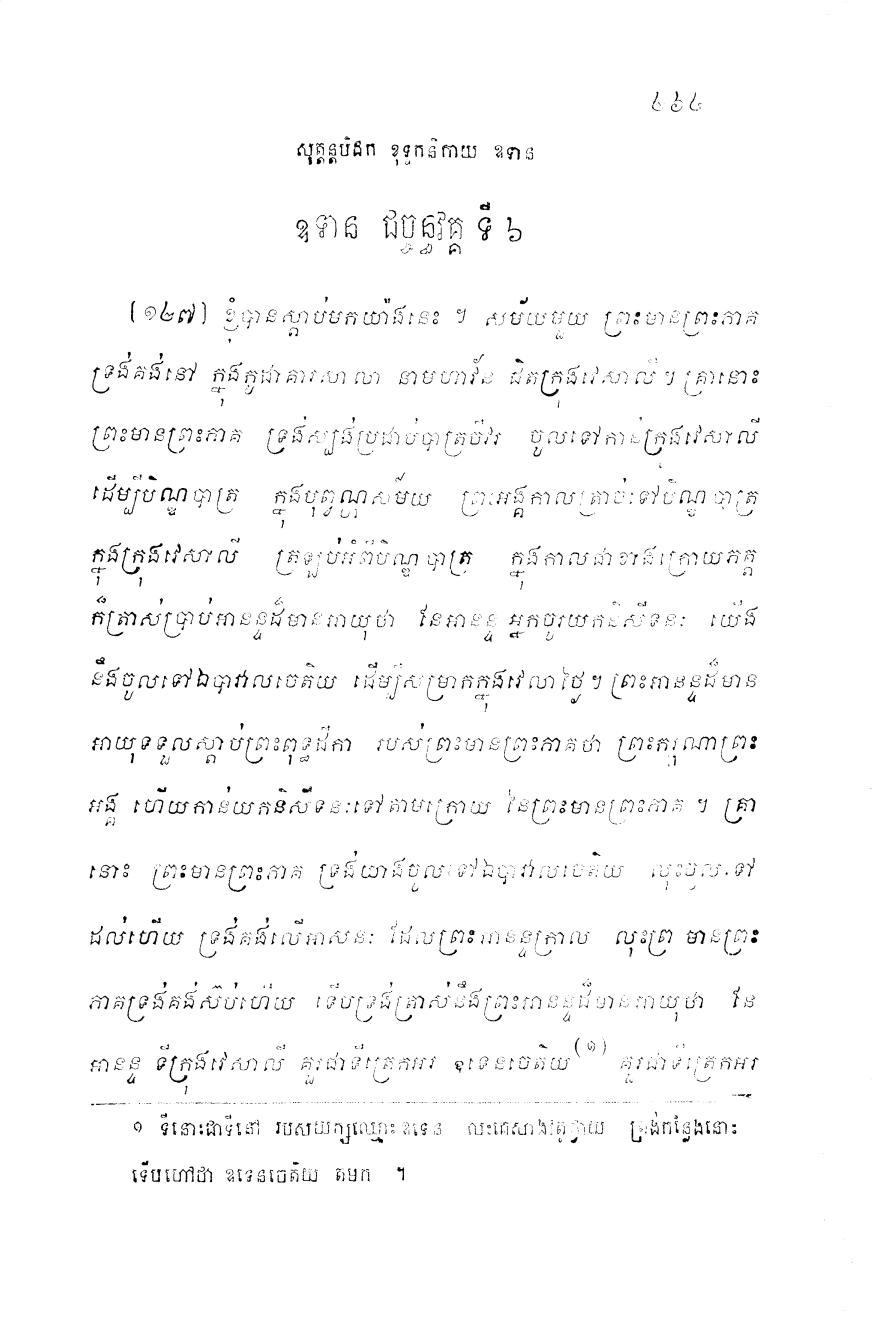 ៤៦៤
សុត្តន្តបិដក ខុទ្ទកនិកាយ ឧទាន
ឧទាន ជច្ចន្ធវគ្គ ទី ៦
(១៤៧) ខ្ញុំបានស្តាប់មកយ៉ាងនេះ ។ សម័យមួយ ព្រះមានព្រះភាគ
ទ្រង់គង់នៅ ក្នុងកូដាគារសាលា នាមហាវ័ន ជិតក្រុងវេសាលី ។ គ្រានោះ
ព្រះមានព្រះភាគ ទ្រង់ស្បង់ប្រដាប់បាត្រចីវរ ចូលទៅកាន់ក្រុងវេសាលី
ដើម្បីបិណ្ឌបាត្រ ក្នុងបុព្វណ្ហសម័យ ព្រះអង្គកាលត្រាច់ទៅបិណ្ឌបាត្រ
ក្នុងក្រុងវេសាលី ត្រឡប់អំពីបិណ្ឌបាត្រ ក្នុងកាលជាខាងក្រោយភត្ត
ក៏ត្រាស់ប្រាប់អានន្ទដ៏មានអាយុថា នែអានន្ទ អ្នកចូរយកនិសីទនៈ យើង
នឹងចូលទៅឯបាវាលចេតិយ ដើម្បីសម្រាកក្នុងវេលាថ្ងៃ ។ ព្រះអានន្ទដ៏មាន
អាយុទទួលស្តាប់ព្រះពុទ្ធដីកា របស់ព្រះមានព្រះភាគថា ព្រះករុណាព្រះ
អង្គ ហើយកាន់យកនិសីទនៈទៅតាមក្រោយ នៃព្រះមានព្រះភាគ ។ គ្រា
នោះ ព្រះមានព្រះភាគ ទ្រង់យាងចូលទៅឯបាវាលចេតិយ លុះចូលទៅ
ដល់ហើយ ទ្រង់គង់លើអាសនៈ ដែលព្រះអានន្ទក្រាល លុះព្រ មានព្រះ
ភាគទ្រង់គង់ស៊ប់ហើយ ទើបទ្រង់ត្រាស់នឹងព្រះអានន្ទដ៏មានអាយុថា នែ
អានន្ទ ទីក្រុងវេសាលី គួរជាទីត្រេកអរ ឧទេនចេតិយ(១) គួរជាទីត្រេកអរ
១ ទីនោះជាទីនៅ របស់យក្សឈ្មោះឧទេន ត្រង់កន្លែងនោះ
ទើបហៅថា ឧទេនចេតិយ តមក ។